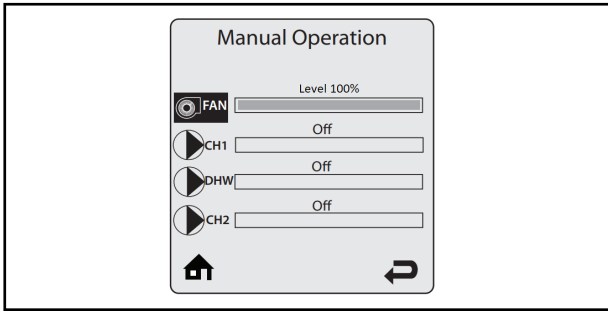 Manual Operation
Level 100%
FAN
Off
CH1
Off
DHW
Off
CH2